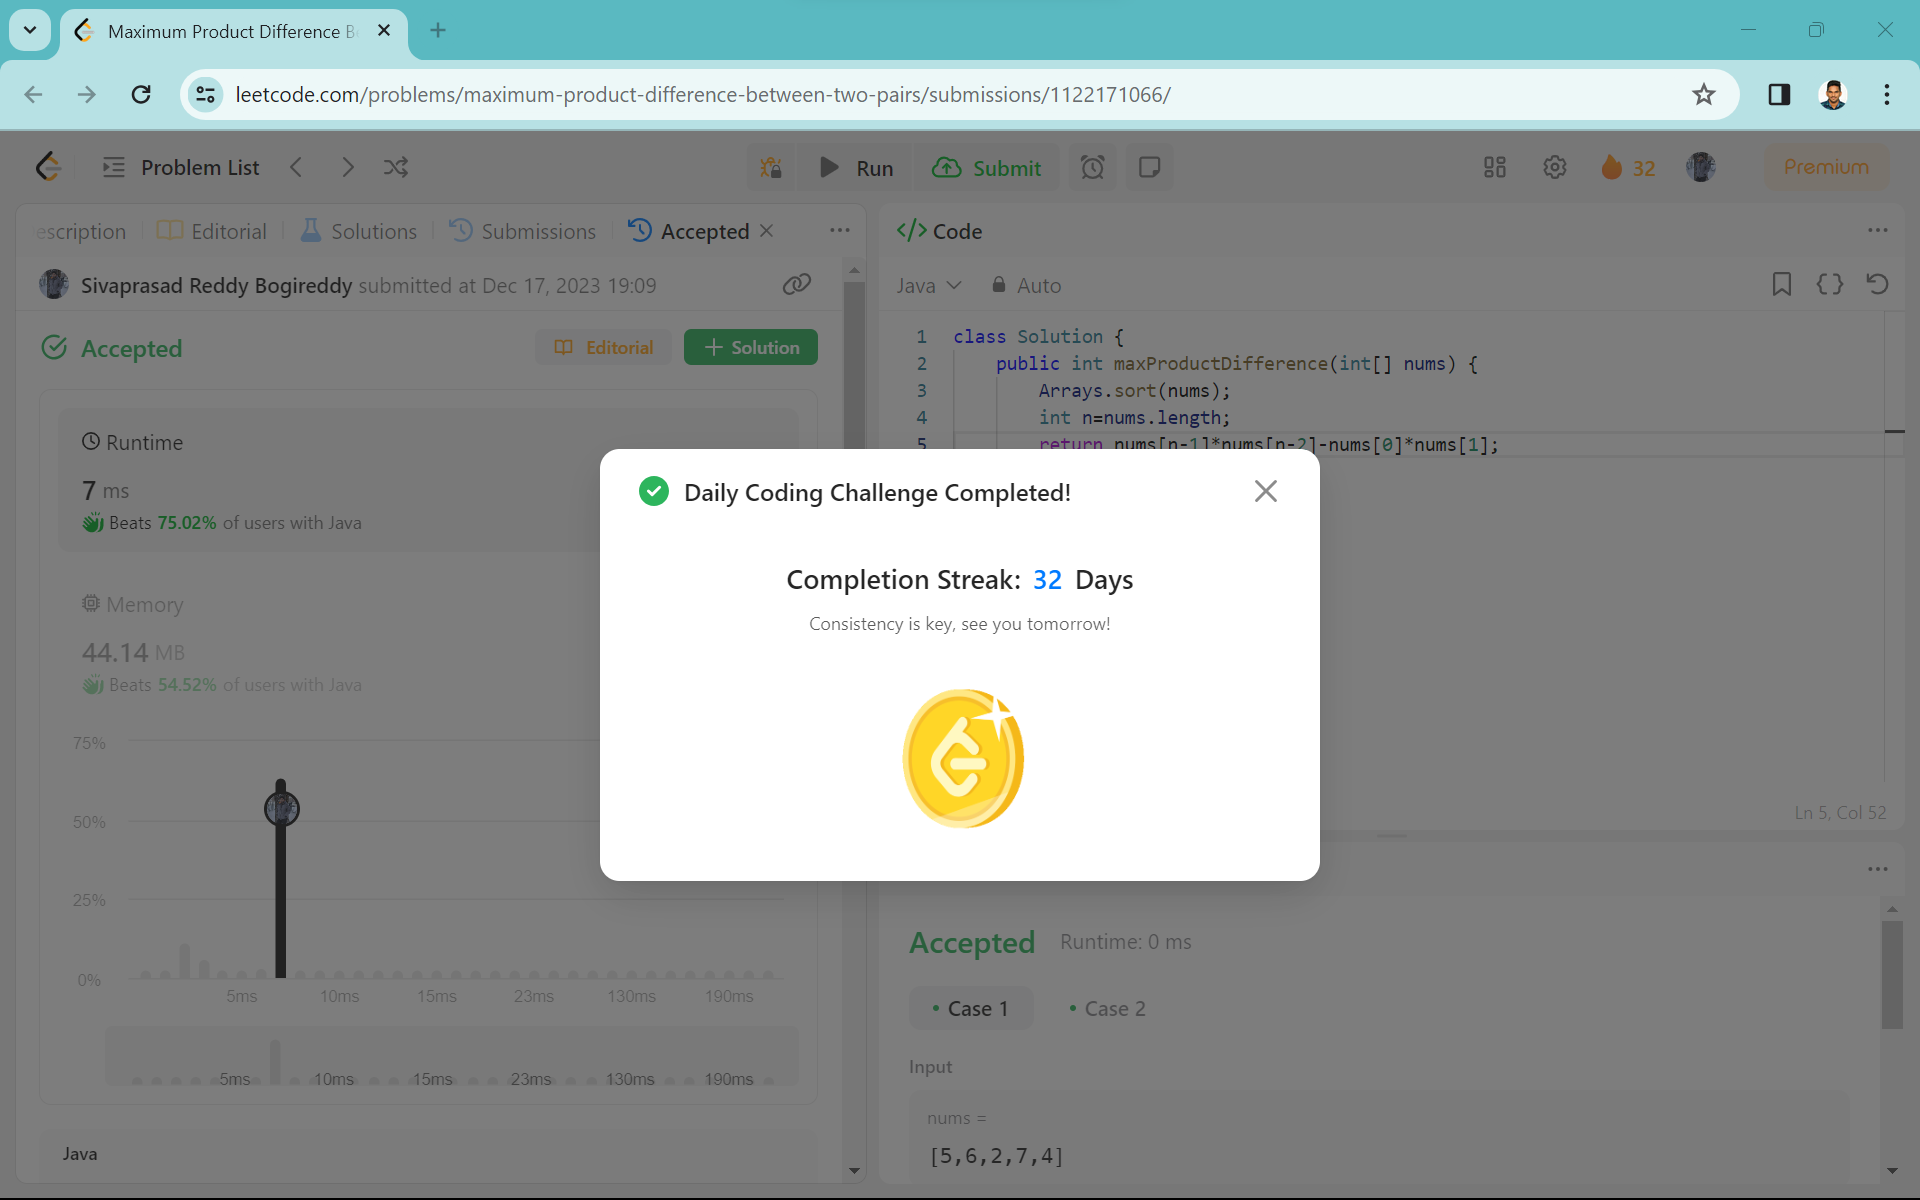 Maximum Product Difference B
leetcode.com/problems/maximum-product-difference-between-two-pairs/submissions/1122171066/
Problem List
Run
Submit
32
Premium
escription
Editorial
Solutions
Submissions
Accepted
Sivaprasad Reddy Bogireddy submitted at Dec 17, 2023 19:09
Accepted
Editorial
Solution
Runtime
7 ms
Beats 75.02% of users with Java
Memory
44.14 MB
Beats 54.52% of users with Java
75%
50%
25%
0%
5ms 10ms 15ms 23ms 130ms 190ms
5ms 10ms 15ms 23ms 130ms 190ms
Java
Code
Java
Auto
1 class Solution {
2 public int maxProductDifference(int[] nums) {
3 Arrays.sort(nums);
4 int n=nums.length;
5 return nums[n-1]*nums[n-2]-nums[0]*nums[1];
Ln 5, Col 52
Daily Coding Challenge Completed!
Completion Streak: 32 Days
Consistency is key, see you tomorrow!
Accepted Runtime: 0 ms
• Case 1 • Case 2
Input
nums =
[5,6,2,7,4]